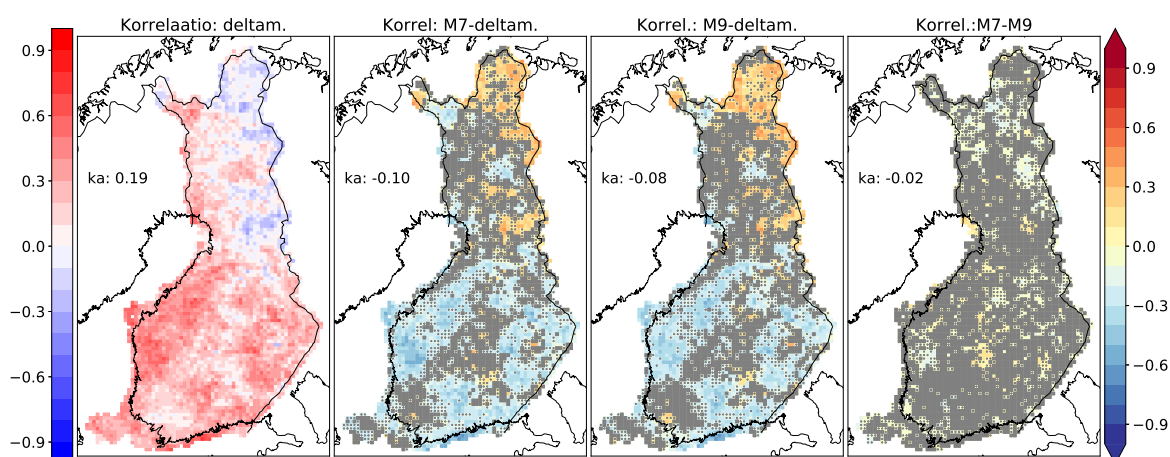 Korrelaatio: deltam.
Korrel: M7-deltam.
Korrel.: M9-deltam.
Korrel.:M7-M9
0.9
0.6
0.3
0.0
−0.3
−0.6
−0.9
ka: 0.19
ka: -0.10
ka: -0.08
ka: -0.02
0.9
0.6
0.3
0.0
−0.3
−0.6
−0.9